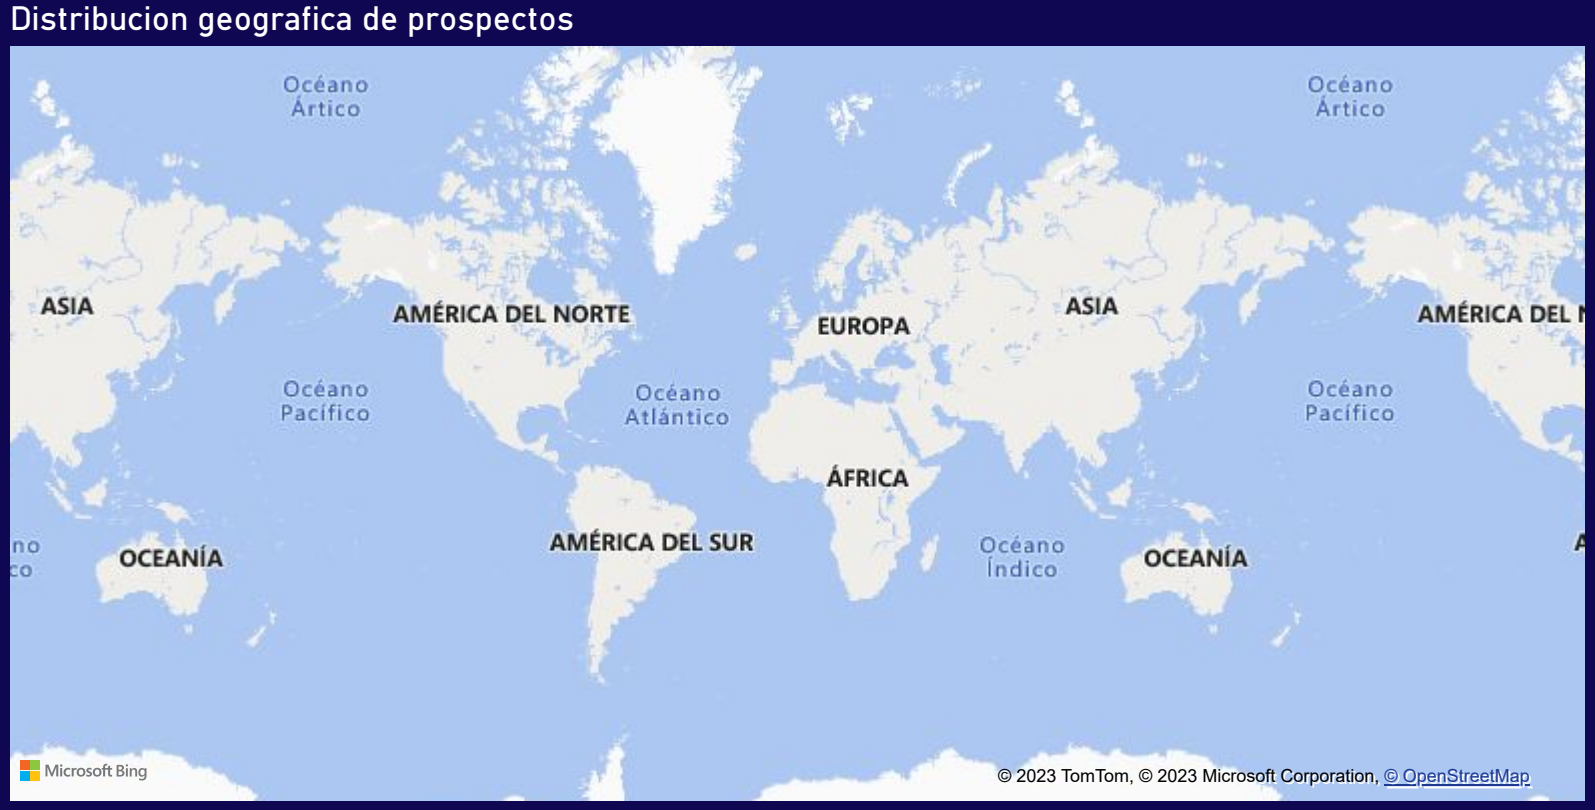 Distribucion geografica de prospectos
Océano
Ártico
Océano
Ártico
ASIA
AMÉRICA DEL NORTE
EUROPA
ASIA
AMÉRICA DEL N
Océano
Pacífico
Océano
Atlántico
Océano
Pacífico
ÁFRICA
AMÉRICA DEL SUR
no
co
OCEANÍA
Océano
Índico
OCEANÍA
A
Microsoft Bing
© 2023 TomTom, © 2023 Microsoft Corporation, © OpenStreetMap